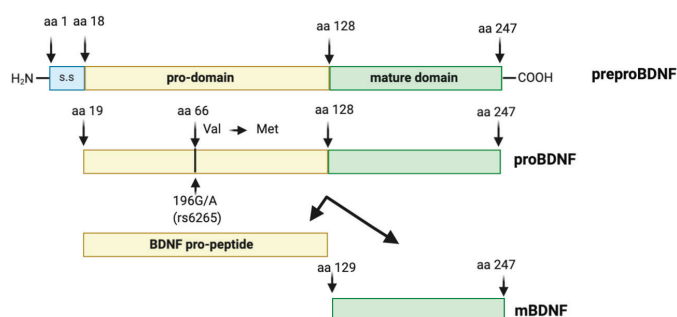 aa 1 aa 18 aa 128 aa 247
H₂N s.s pro-domain mature domain COOH preproBDNF
aa 19 aa 66 aa 128 aa 247
Val Met
proBDNF
196G/A
(rs6265)
BDNF pro-peptide
aa 129 aa 247
mBDNF